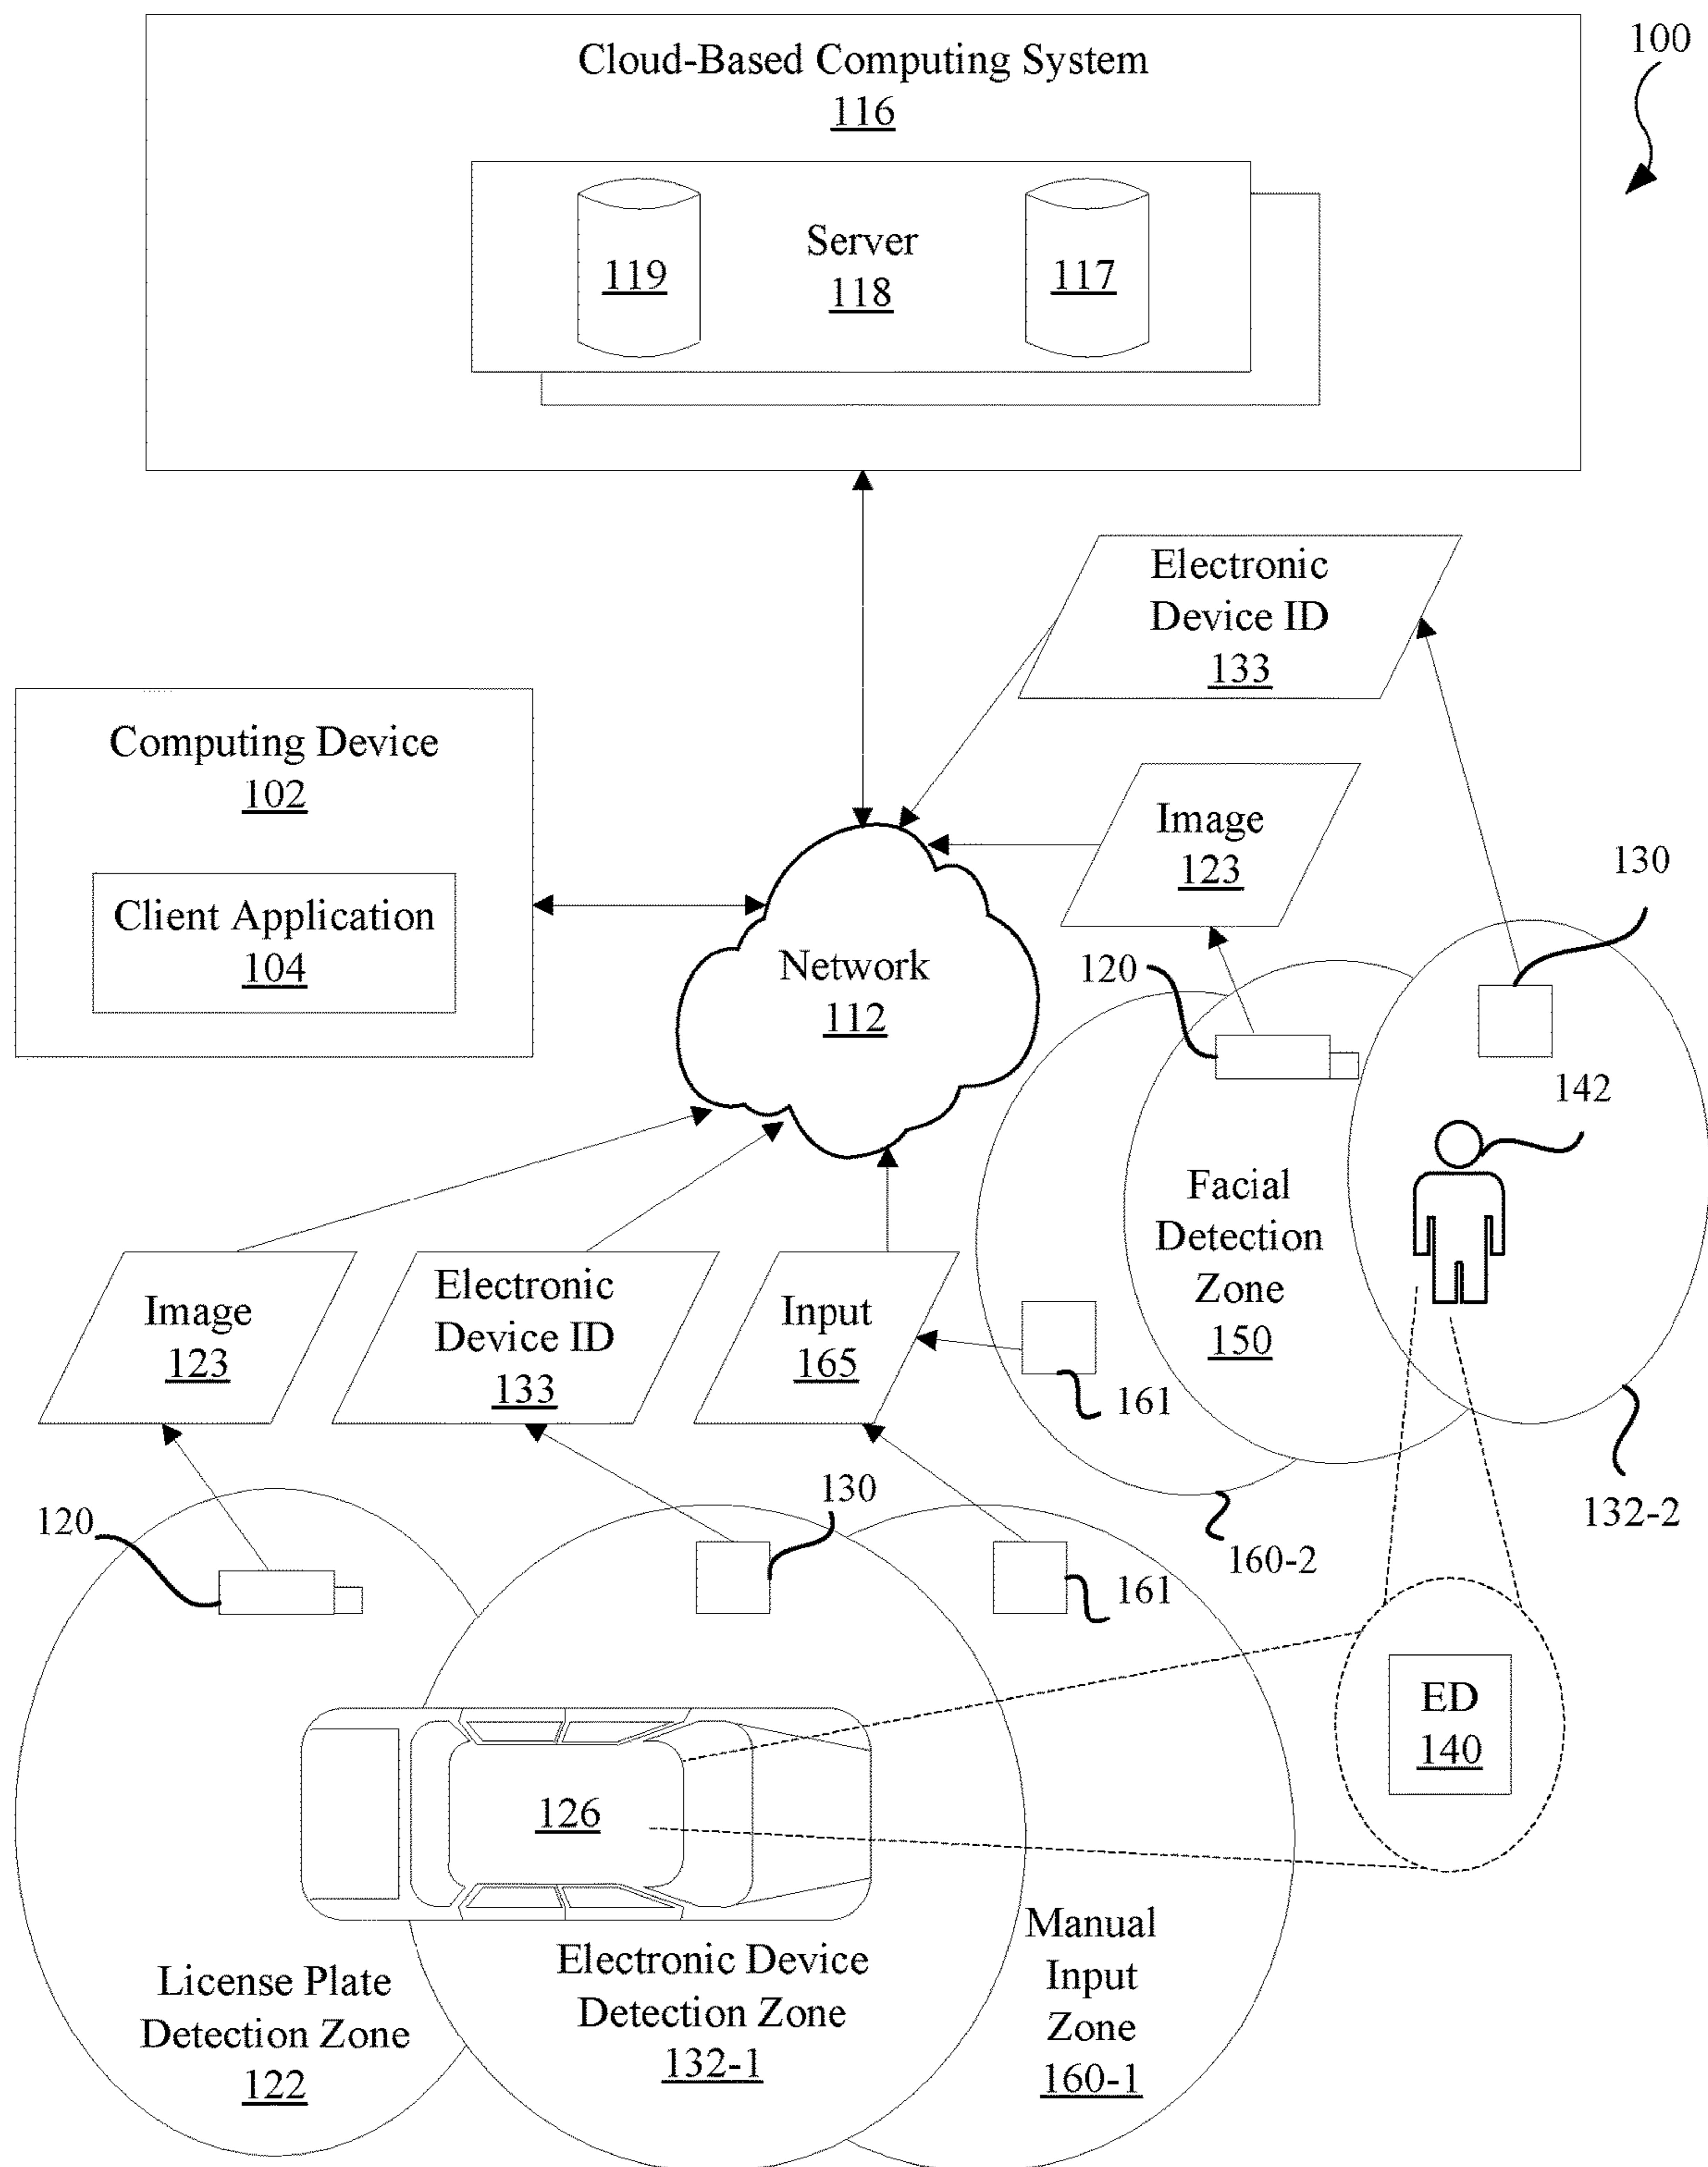 Cloud-Based Computing System
116
100
Server
118
119
117
Electronic
Device ID
133
Computing Device
102
Client Application
104
Image
123
130
Network
112
120
142
Facial
Detection
Zone
150
Image
123
Electronic
Device ID
133
Input
165
161
132-2
160-2
120
130
161
ED
140
126
License Plate
Detection Zone
122
Electronic Device
Detection Zone
132-1
Manual
Input
Zone
160-1